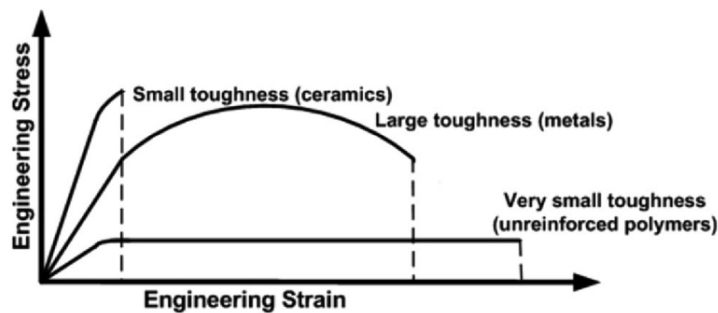 Engineering Stress
Small toughness (ceramics)
Large toughness (metals)
Very small toughness
(unreinforced polymers)
Engineering Strain